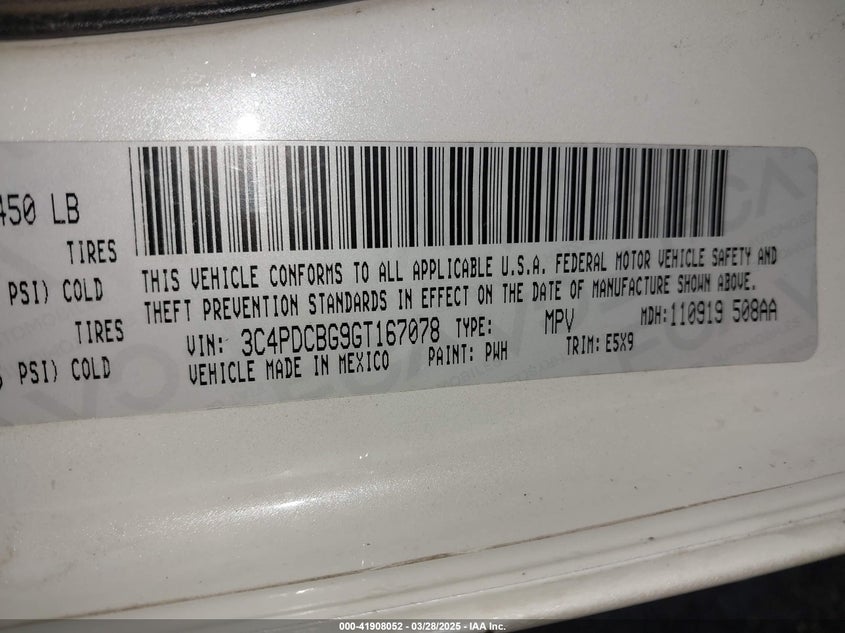 450 LB
TIRES
PSI) COLD
TIRES
PSI) COLD
THIS VEHICLE CONFORMS TO ALL APPLICABLE U.S.A. FEDERAL MOTOR VEHICLE SAFETY AND
THEFT PREVENTION STANDARDS IN EFFECT ON THE DATE OF MANUFACTURE SHOWN ABOVE.
VIN: 3C4PDCBG9GT167078 TYPE: MPV MDH: 110919 508AA
VEHICLE MADE IN MEXICO PAINT: PWH TRIM: E5X9
000-41908052 — 03/28/2025 — IAA Inc.